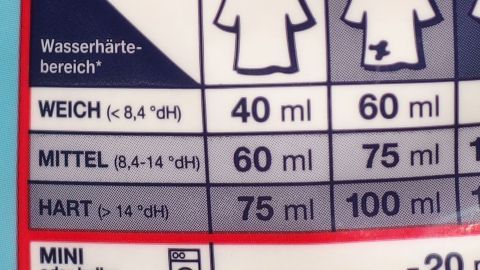 Wasserhärte-
bereich*
WEICH (< 8,4 °dH) 40 ml 60 ml
MITTEL (8,4-14 °dH) 60 ml 75 ml
HART (> 14 °dH) 75 ml 100 ml
MINI
- 20